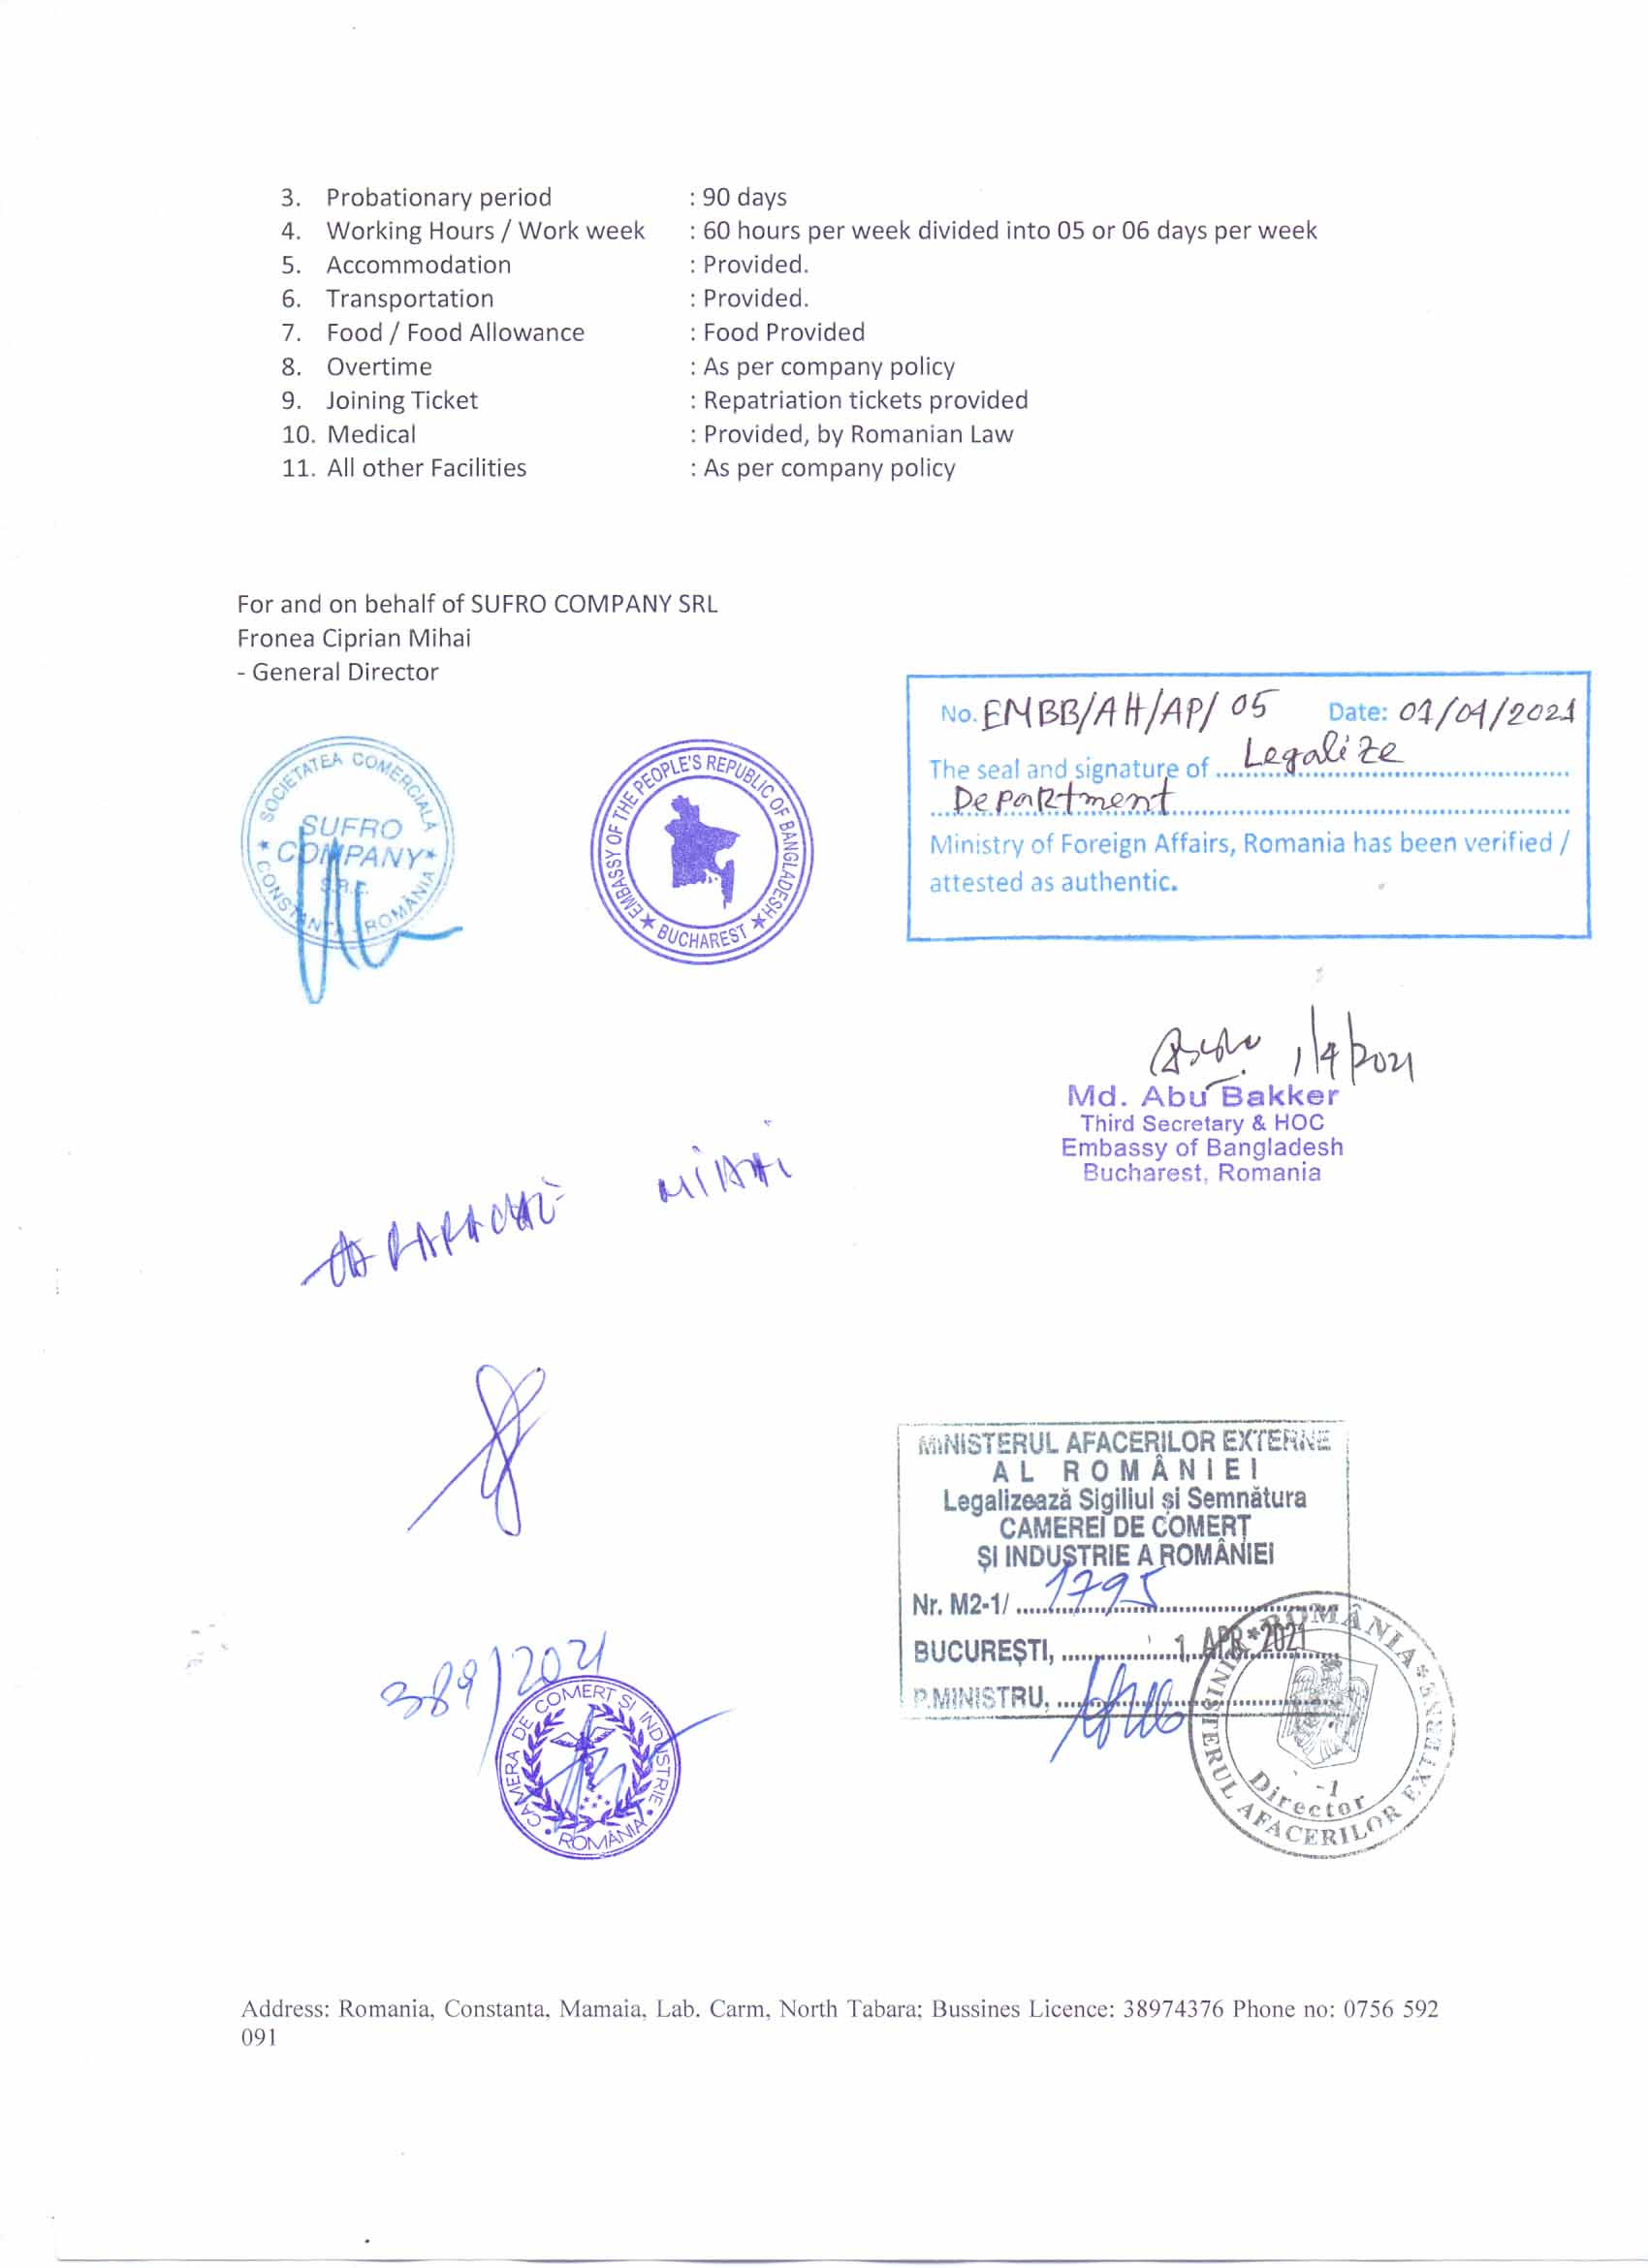 3. Probationary period : 90 days
4. Working Hours / Work week : 60 hours per week divided into 05 or 06 days per week
5. Accommodation : Provided.
6. Transportation : Provided.
7. Food / Food Allowance : Food Provided
8. Overtime : As per company policy
9. Joining Ticket : Repatriation tickets provided
10. Medical : Provided, by Romanian Law
11. All other Facilities : As per company policy
For and on behalf of SUFRO COMPANY SRL
Fronea Ciprian Mihai
- General Director
No. EMBB/AH/AP/ 05 Date: 01/04/2021
The seal and signature of Legalize
Department
Ministry of Foreign Affairs, Romania has been verified /
attested as authentic.
SOCIETATEA COMERCIALĂ
SUFRO
COMPANY
S.R.L.
CONSTANȚA - ROMÂNIA
EMBASSY OF THE PEOPLE'S REPUBLIC OF BANGLADESH
BUCHAREST
1/4/2021
Md. Abu Bakker
Third Secretary & HOC
Embassy of Bangladesh
Bucharest, Romania
MIHAI
MINISTERUL AFACERILOR EXTERNE
AL ROMÂNIEI
Legalizează Sigiliul și Semnătura
CAMEREI DE COMERȚ
ȘI INDUSTRIE A ROMÂNIEI
Nr. M2-1/ 1795
BUCUREȘTI, 1. APR. 2021
P.MINISTRU,
ROMÂNIA * MINISTERUL AFACERILOR EXTERNE
-1
Director
389/2021
CAMERA DE COMERT SI INDUSTRIE
ROMÂNIA
Address: Romania, Constanta, Mamaia, Lab. Carm, North Tabara; Bussines Licence: 38974376 Phone no: 0756 592
091